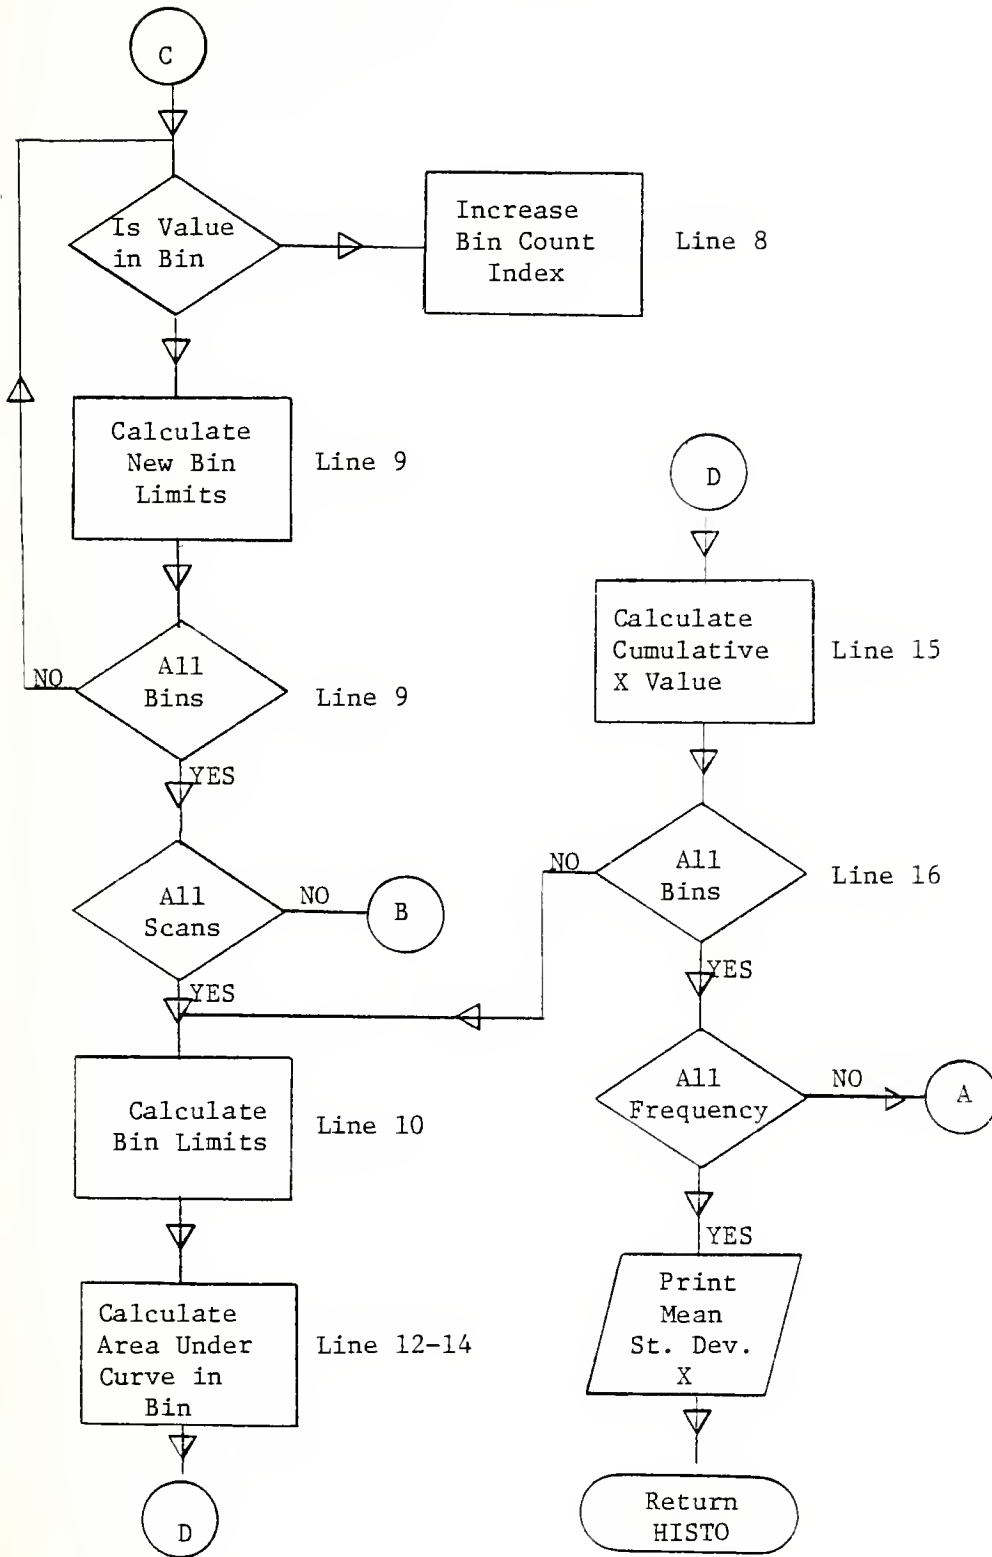 C
Is Value
in Bin
Increase
Bin Count
Index
Line 8
Calculate
New Bin
Limits
Line 9
All
Bins
Line 9
NO
YES
All
Scans
NO
B
YES
Calculate
Bin Limits
Line 10
Calculate
Area Under
Curve in
Bin
Line 12-14
D
D
Calculate
Cumulative
X Value
Line 15
All
Bins
Line 16
NO
YES
All
Frequency
NO
A
YES
Print
Mean
St. Dev.
X
Return
HISTO